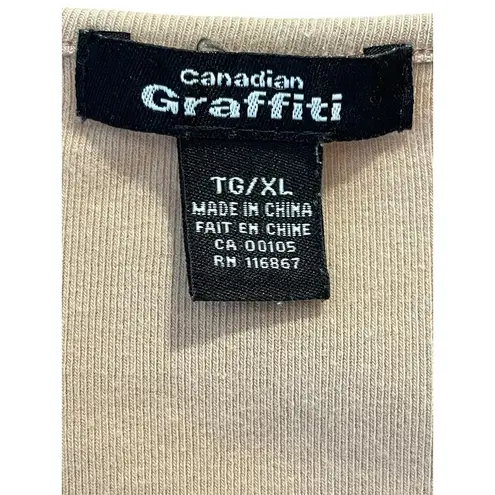 Canadian
Graffiti
TG/XL
MADE IN CHINA
FAIT EN CHINE
CA 00105
RN 116867